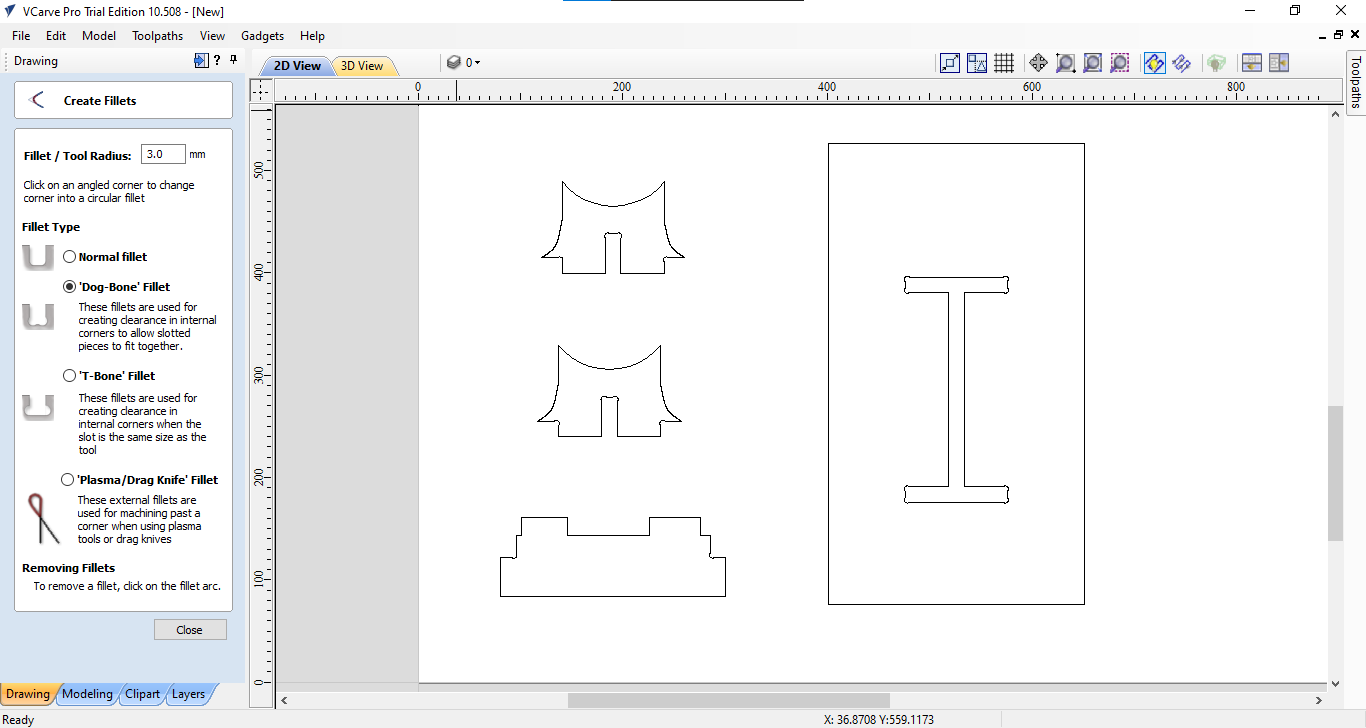 VCarve Pro Trial Edition 10.508 - [New]
File Edit Model Toolpaths View Gadgets Help
Drawing
?
2D View
3D View
0
Toolpaths
Create Fillets
0 200 400 600 800
Fillet / Tool Radius: 3.0 mm
Click on an angled corner to change
corner into a circular fillet
Fillet Type
Normal fillet
'Dog-Bone' Fillet
These fillets are used for
creating clearance in internal
corners to allow slotted
pieces to fit together.
'T-Bone' Fillet
These fillets are used for
creating clearance in
internal corners when the
slot is the same size as the
tool
'Plasma/Drag Knife' Fillet
These external fillets are
used for machining past a
corner when using plasma
tools or drag knives
Removing Fillets
To remove a fillet, click on the fillet arc.
Close
500
400
300
200
100
0
Drawing Modeling Clipart Layers
Ready
X: 36.8708 Y:559.1173